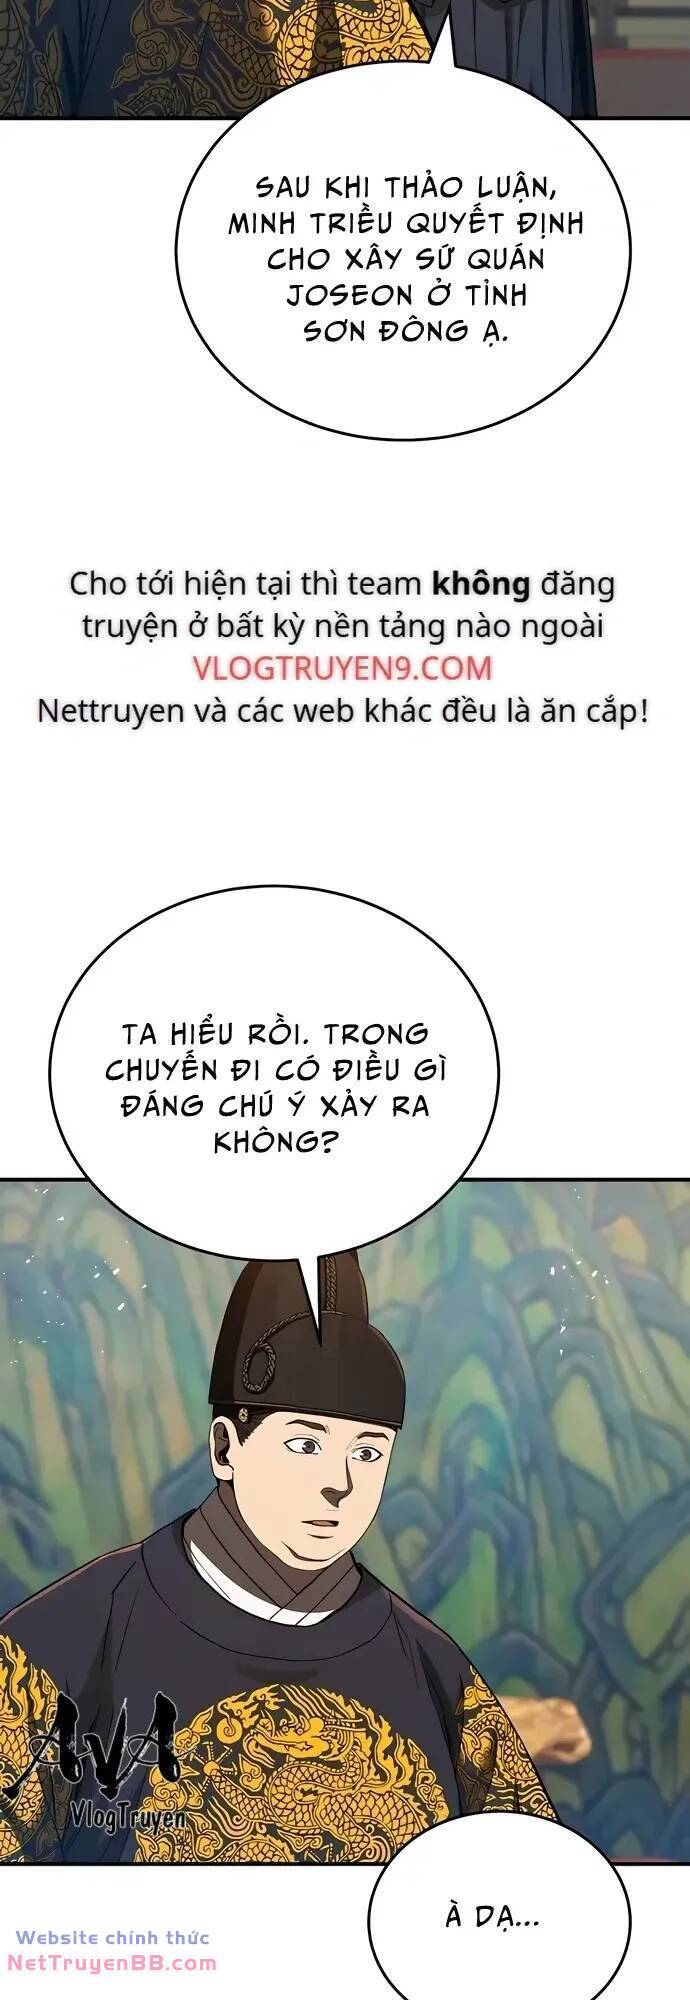 SAU KHI THẢO LUẬN,
MINH TRIỀU QUYẾT ĐỊNH
CHO XÂY SỨ QUÁN
JOSEON Ở TỈNH
SƠN ĐÔNG Ạ.
Cho tới hiện tại thì team không đăng
truyện ở bất kỳ nền tảng nào ngoài
VLOGTRUYEN9.COM
Nettruyen và các web khác đều là ăn cắp!
TA HIỂU RỒI. TRONG
CHUYẾN ĐI CÓ ĐIỀU GÌ
ĐÁNG CHÚ Ý XẢY RA
KHÔNG?
AVA
VlogTruyen
À DẠ...
Website chính thức
NetTruyenBB.com